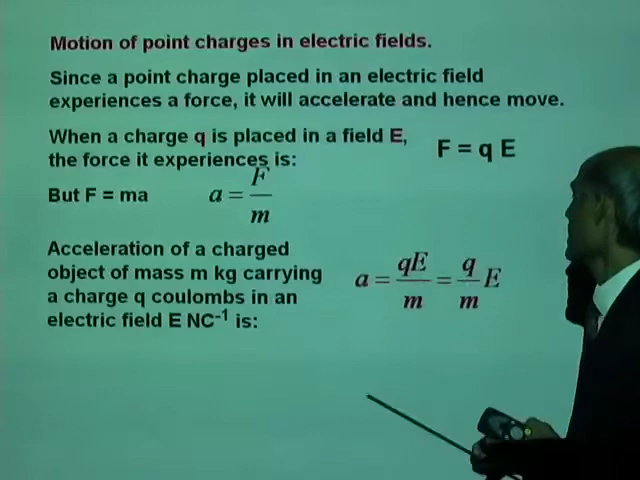 Motion of point charges in electric fields.
Since a point charge placed in an electric field
experiences a force, it will accelerate and hence move.
When a charge q is placed in a field E,
the force it experiences is:
F = q E
But F = ma
a = F/m
Acceleration of a charged
object of mass m kg carrying
a charge q coulombs in an
electric field E NC⁻¹ is:
a = qE/m = q/m E